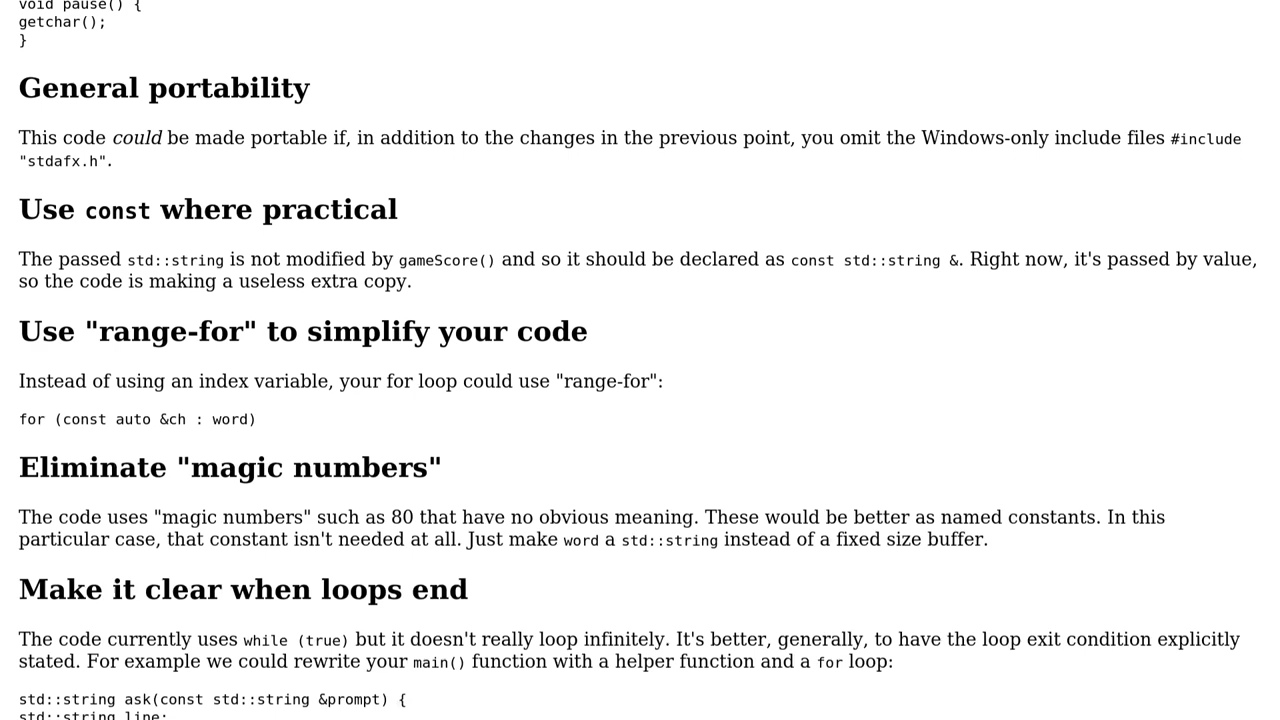 void pause() {
getchar();
}
General portability
This code could be made portable if, in addition to the changes in the previous point, you omit the Windows-only include files #include
"stdafx.h".
Use const where practical
The passed std::string is not modified by gameScore() and so it should be declared as const std::string &. Right now, it's passed by value,
so the code is making a useless extra copy.
Use "range-for" to simplify your code
Instead of using an index variable, your for loop could use "range-for":
for (const auto &ch : word)
Eliminate "magic numbers"
The code uses "magic numbers" such as 80 that have no obvious meaning. These would be better as named constants. In this
particular case, that constant isn't needed at all. Just make word a std::string instead of a fixed size buffer.
Make it clear when loops end
The code currently uses while (true) but it doesn't really loop infinitely. It's better, generally, to have the loop exit condition explicitly
stated. For example we could rewrite your main() function with a helper function and a for loop:
std::string ask(const std::string &prompt) {
std::string line;